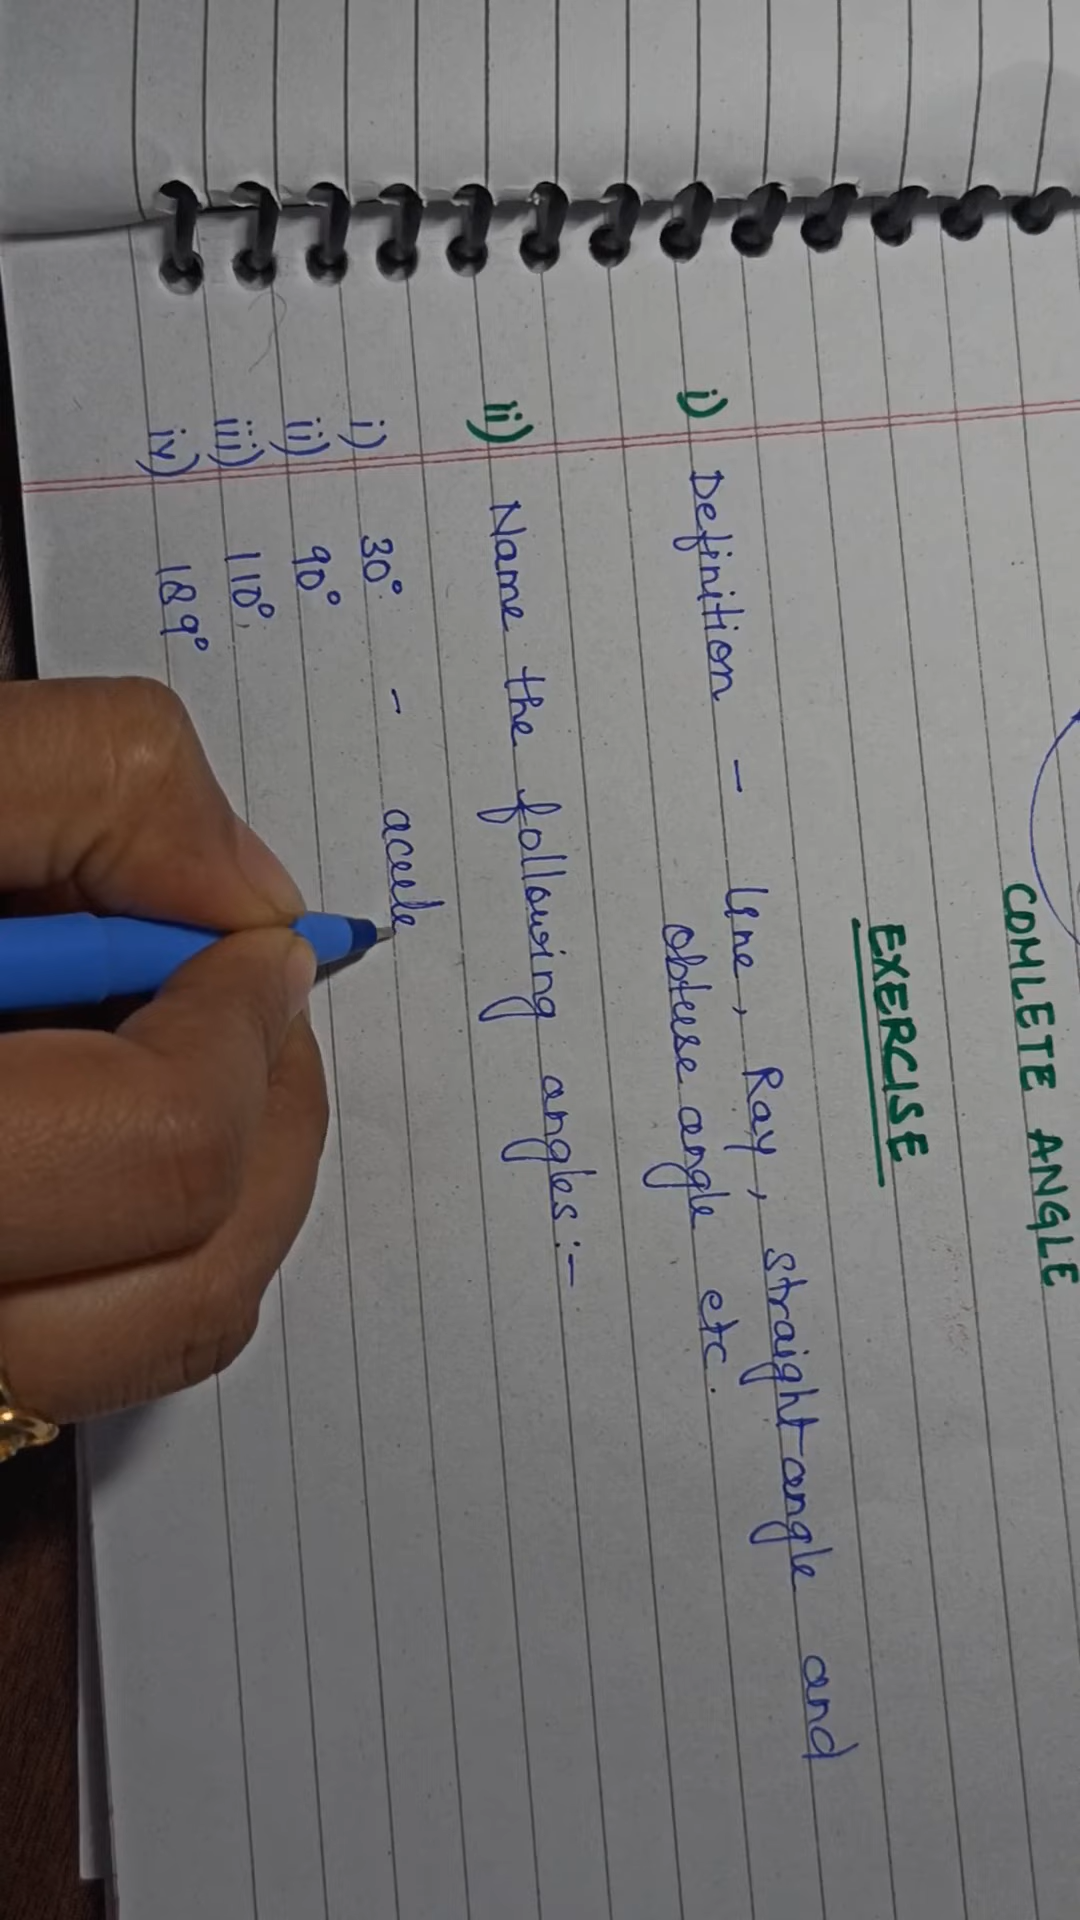 COMLETE ANGLE
EXERCISE
i) Definition - Line, Ray, straight angle and
obtuse angle etc.
ii) Name the following angles:-
i) 30° - acute
ii) 90°
iii) 110°
iv) 189°